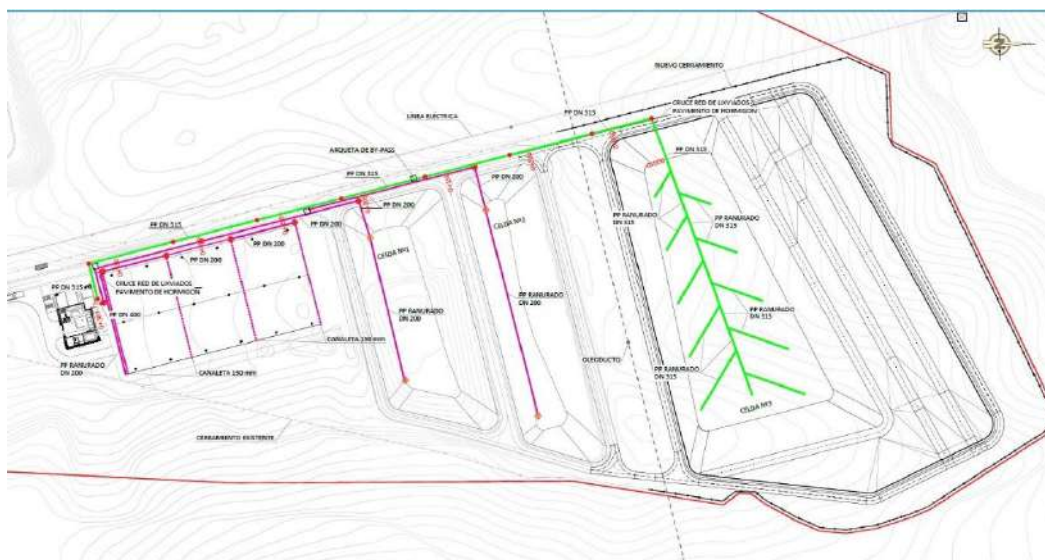 NUEVO CERRAMIENTO
CRUCE RED DE LIXIVIADOS
PAVIMENTO DE HORMIGON
PP DN 315
LINEA ELECTRICA
ARQUETA DE BY-PASS
PP DN 315
PP DN 315
PP DN 200
PP DN 200
CELDA Nº2
PP RANURADO
DN 315
PP RANURADO
DN 315
PP DN 315
PP DN 200
PP DN 200
CELDA Nº1
PP DN 200
CRUCE RED DE LIXIVIADOS
PAVIMENTO DE HORMIGON
PP DN 315
PP DN 400
PP RANURADO
DN 200
PP RANURADO
DN 200
PP RANURADO
DN 315
CANALETA 150 mm
OLEODUCTO
PP RANURADO
DN 200
PP RANURADO
DN 315
CANALETA 150 mm
CELDA Nº3
CERRAMIENTO EXISTENTE